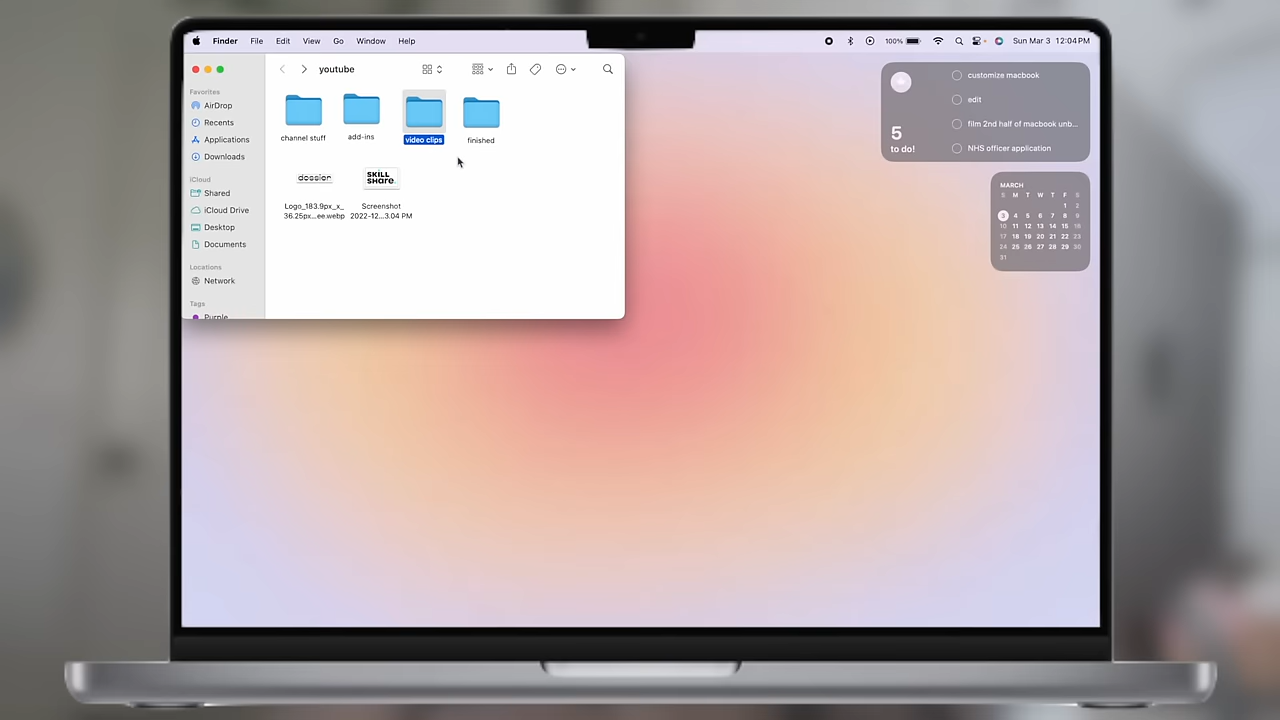 Finder File Edit View Go Window Help
100% Sun Mar 3 12:04 PM
youtube
Favorites
AirDrop
Recents
Applications
Downloads
iCloud
Shared
iCloud Drive
Desktop
Documents
Locations
Network
Tags
Purple
channel stuff
add-ins
video clips
finished
dossier
SKILL
SHARE.
Logo_183.9px_x_
36.25px...ee.webp
Screenshot
2022-12...3.04 PM
5
to do!
customize macbook
edit
film 2nd half of macbook unb...
NHS officer application
MARCH
S M T W T F S
1 2
3 4 5 6 7 8 9
10 11 12 13 14 15 16
17 18 19 20 21 22 23
24 25 26 27 28 29 30
31